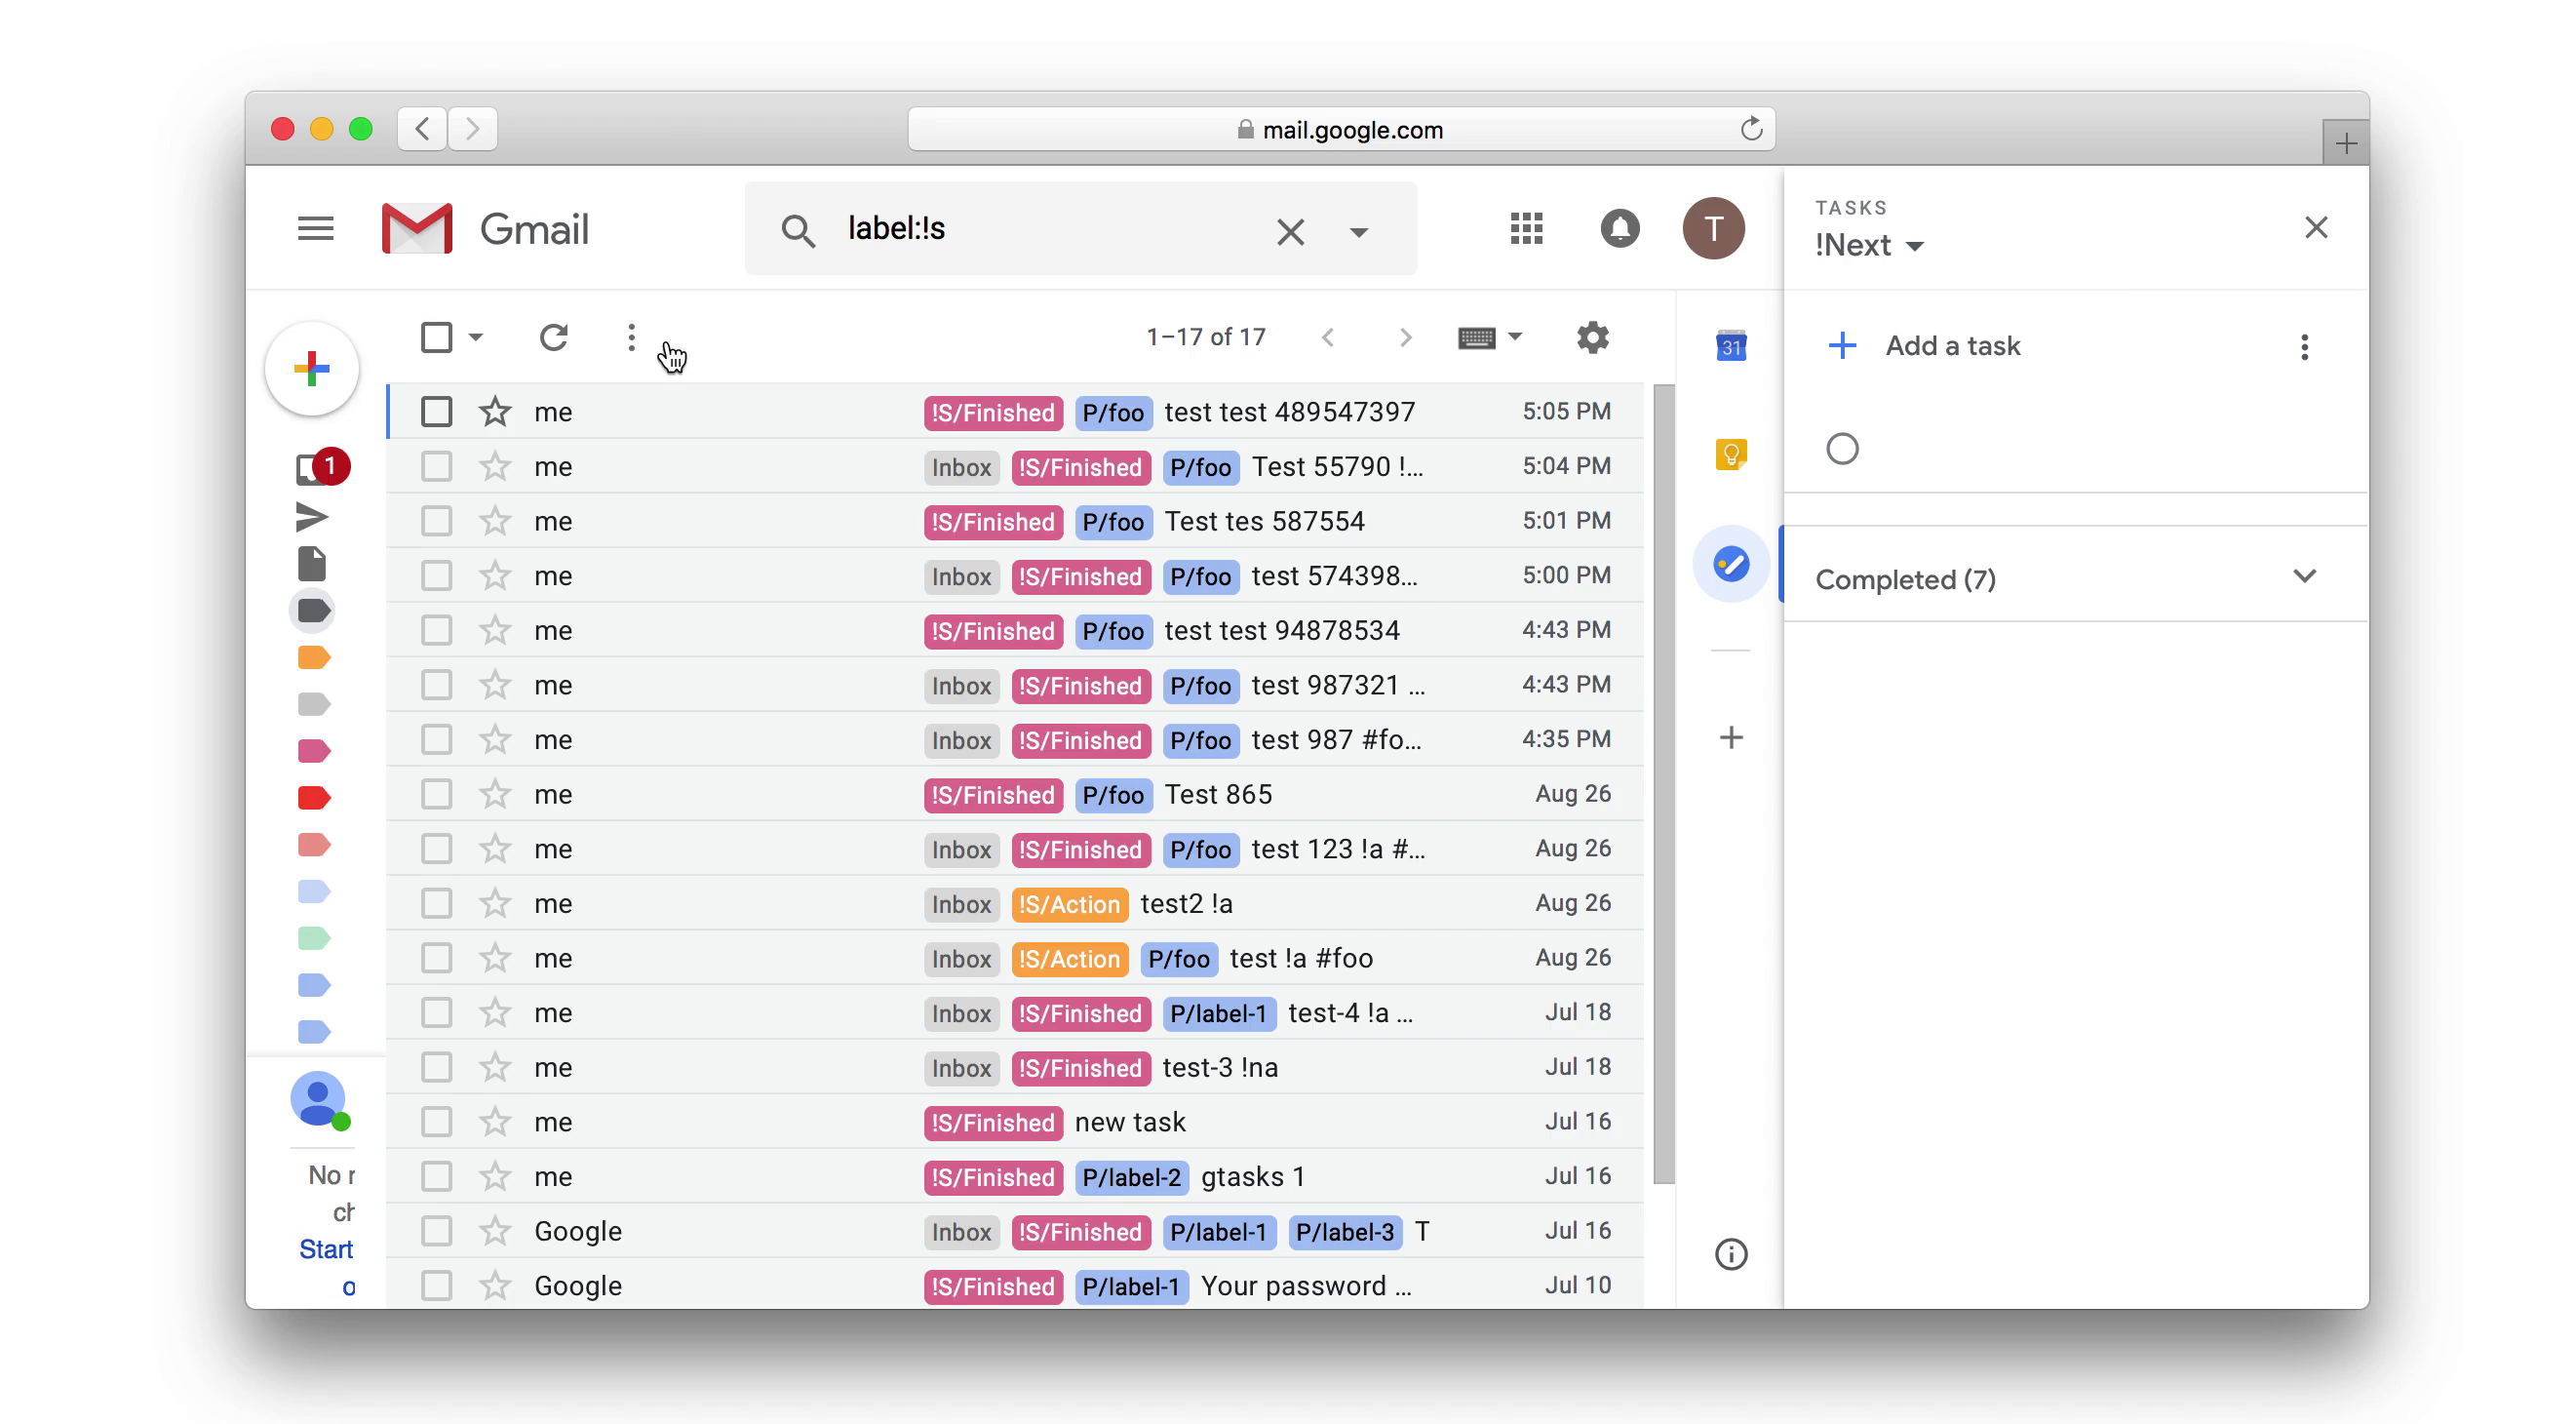 mail.google.com
Gmail
label:!s
T
TASKS
!Next
1–17 of 17
31
Add a task
me !S/Finished P/foo test test 489547397 5:05 PM
1
me Inbox !S/Finished P/foo Test 55790 !... 5:04 PM
me !S/Finished P/foo Test tes 587554 5:01 PM
me Inbox !S/Finished P/foo test 574398... 5:00 PM
Completed (7)
me !S/Finished P/foo test test 94878534 4:43 PM
me Inbox !S/Finished P/foo test 987321 ... 4:43 PM
me Inbox !S/Finished P/foo test 987 #fo... 4:35 PM
me !S/Finished P/foo Test 865 Aug 26
me Inbox !S/Finished P/foo test 123 !a #... Aug 26
me Inbox !S/Action test2 !a Aug 26
me Inbox !S/Action P/foo test !a #foo Aug 26
me Inbox !S/Finished P/label-1 test-4 !a ... Jul 18
me Inbox !S/Finished test-3 !na Jul 18
me !S/Finished new task Jul 16
me !S/Finished P/label-2 gtasks 1 Jul 16
Google Inbox !S/Finished P/label-1 P/label-3 T Jul 16
Google !S/Finished P/label-1 Your password ... Jul 10
No r
ch
Start
o